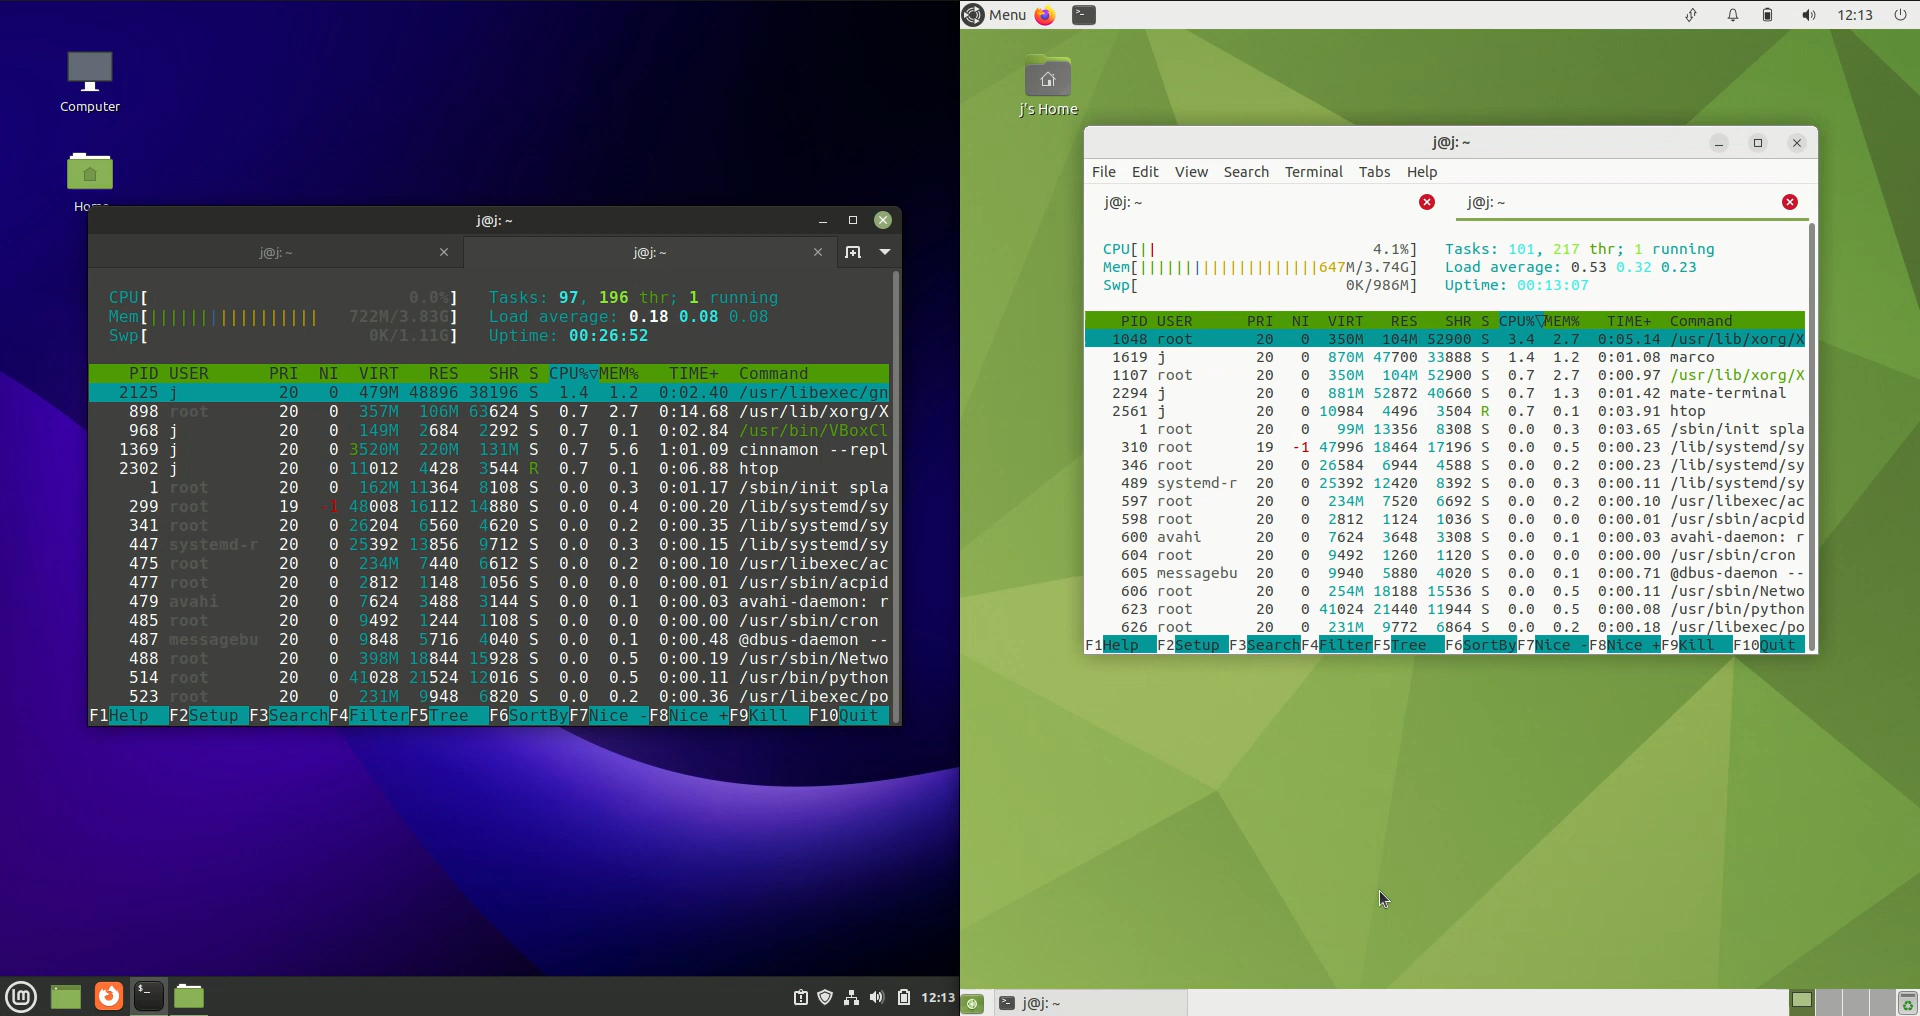 Computer
Home
j@j: ~
j@j: ~
j@j: ~
CPU[ 0.0%] Tasks: 97, 196 thr; 1 running
Mem[||||||||||||||||| 722M/3.83G] Load average: 0.18 0.08 0.08
Swp[ 0K/1.11G] Uptime: 00:26:52
PID USER PRI NI VIRT RES SHR S CPU%▽MEM% TIME+ Command
2125 j 20 0 479M 48896 38196 S 1.4 1.2 0:02.40 /usr/libexec/gn
898 root 20 0 357M 106M 63624 S 0.7 2.7 0:14.68 /usr/lib/xorg/X
968 j 20 0 149M 2684 2292 S 0.7 0.1 0:02.84 /usr/bin/VBoxCl
1369 j 20 0 3520M 220M 131M S 0.7 5.6 1:01.09 cinnamon --repl
2302 j 20 0 11012 4428 3544 R 0.7 0.1 0:06.88 htop
1 root 20 0 162M 11364 8108 S 0.0 0.3 0:01.17 /sbin/init spla
299 root 19 -1 48008 16112 14880 S 0.0 0.4 0:00.20 /lib/systemd/sy
341 root 20 0 26204 6560 4620 S 0.0 0.2 0:00.35 /lib/systemd/sy
447 systemd-r 20 0 25392 13856 9712 S 0.0 0.3 0:00.15 /lib/systemd/sy
475 root 20 0 234M 7440 6612 S 0.0 0.2 0:00.10 /usr/libexec/ac
477 root 20 0 2812 1148 1056 S 0.0 0.0 0:00.01 /usr/sbin/acpid
479 avahi 20 0 7624 3488 3144 S 0.0 0.1 0:00.03 avahi-daemon: r
485 root 20 0 9492 1244 1108 S 0.0 0.0 0:00.00 /usr/sbin/cron
487 messagebu 20 0 9848 5716 4040 S 0.0 0.1 0:00.48 @dbus-daemon --
488 root 20 0 398M 18844 15928 S 0.0 0.5 0:00.19 /usr/sbin/Netwo
514 root 20 0 41028 21524 12016 S 0.0 0.5 0:00.11 /usr/bin/python
523 root 20 0 231M 9948 6820 S 0.0 0.2 0:00.36 /usr/libexec/po
F1Help F2Setup F3SearchF4FilterF5Tree F6SortByF7Nice -F8Nice +F9Kill F10Quit
12:13
Menu
12:13
j's Home
j@j: ~
File Edit View Search Terminal Tabs Help
j@j: ~
j@j: ~
CPU[|| 4.1%] Tasks: 101, 217 thr; 1 running
Mem[||||||||||||||||||||647M/3.74G] Load average: 0.53 0.32 0.23
Swp[ 0K/986M] Uptime: 00:13:07
PID USER PRI NI VIRT RES SHR S CPU%▽MEM% TIME+ Command
1048 root 20 0 350M 104M 52900 S 3.4 2.7 0:05.14 /usr/lib/xorg/X
1619 j 20 0 870M 47700 33888 S 1.4 1.2 0:01.08 marco
1107 root 20 0 350M 104M 52900 S 0.7 2.7 0:00.97 /usr/lib/xorg/X
2294 j 20 0 881M 52872 40660 S 0.7 1.3 0:01.42 mate-terminal
2561 j 20 0 10984 4496 3504 R 0.7 0.1 0:03.91 htop
1 root 20 0 99M 13356 8308 S 0.0 0.3 0:03.65 /sbin/init spla
310 root 19 -1 47996 18464 17196 S 0.0 0.5 0:00.23 /lib/systemd/sy
346 root 20 0 26584 6944 4588 S 0.0 0.2 0:00.23 /lib/systemd/sy
489 systemd-r 20 0 25392 12420 8392 S 0.0 0.3 0:00.11 /lib/systemd/sy
597 root 20 0 234M 7520 6692 S 0.0 0.2 0:00.10 /usr/libexec/ac
598 root 20 0 2812 1124 1036 S 0.0 0.0 0:00.01 /usr/sbin/acpid
600 avahi 20 0 7624 3648 3308 S 0.0 0.1 0:00.03 avahi-daemon: r
604 root 20 0 9492 1260 1120 S 0.0 0.0 0:00.00 /usr/sbin/cron
605 messagebu 20 0 9940 5880 4020 S 0.0 0.1 0:00.71 @dbus-daemon --
606 root 20 0 254M 18188 15536 S 0.0 0.5 0:00.11 /usr/sbin/Netwo
623 root 20 0 41024 21440 11944 S 0.0 0.5 0:00.08 /usr/bin/python
626 root 20 0 231M 9772 6864 S 0.0 0.2 0:00.18 /usr/libexec/po
F1Help F2Setup F3SearchF4FilterF5Tree F6SortByF7Nice -F8Nice +F9Kill F10Quit
j@j: ~